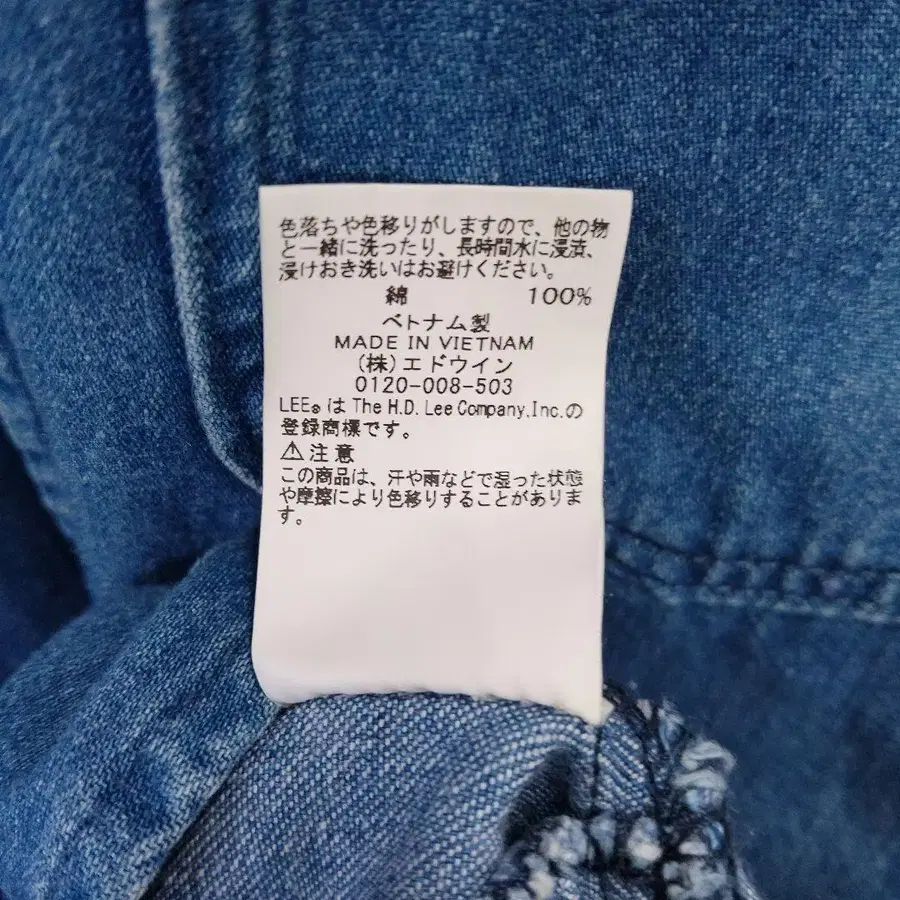 色落ちや色移りがしますので、他の物
と一緒に洗ったり、長時間水に浸漬、
浸けおき洗いはお避けください。
綿 100%
ベトナム製
MADE IN VIETNAM
(株)エドウイン
0120-008-503
LEE® は The H.D. Lee Company,Inc.の
登録商標です。
⚠注意
この商品は、汗や雨などで湿った状態
や摩擦により色移りすることがありま
す。